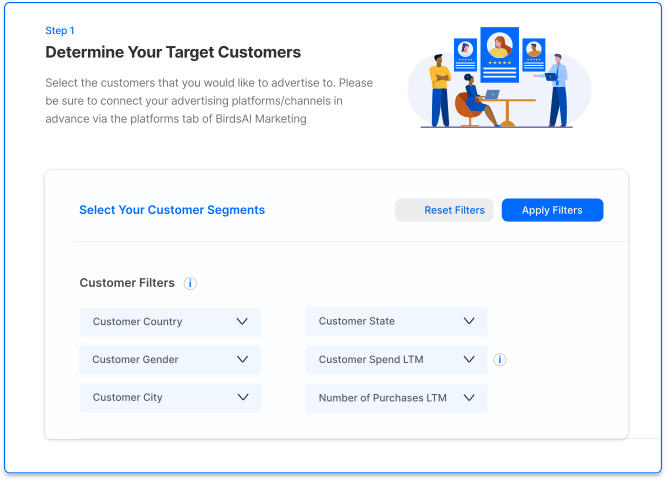 Step 1
Determine Your Target Customers
Select the customers that you would like to advertise to. Please
be sure to connect your advertising platforms/channels in
advance via the platforms tab of BirdsAI Marketing
Select Your Customer Segments
Reset Filters
Apply Filters
Customer Filters
Customer Country
Customer State
Customer Gender
Customer Spend LTM
Customer City
Number of Purchases LTM